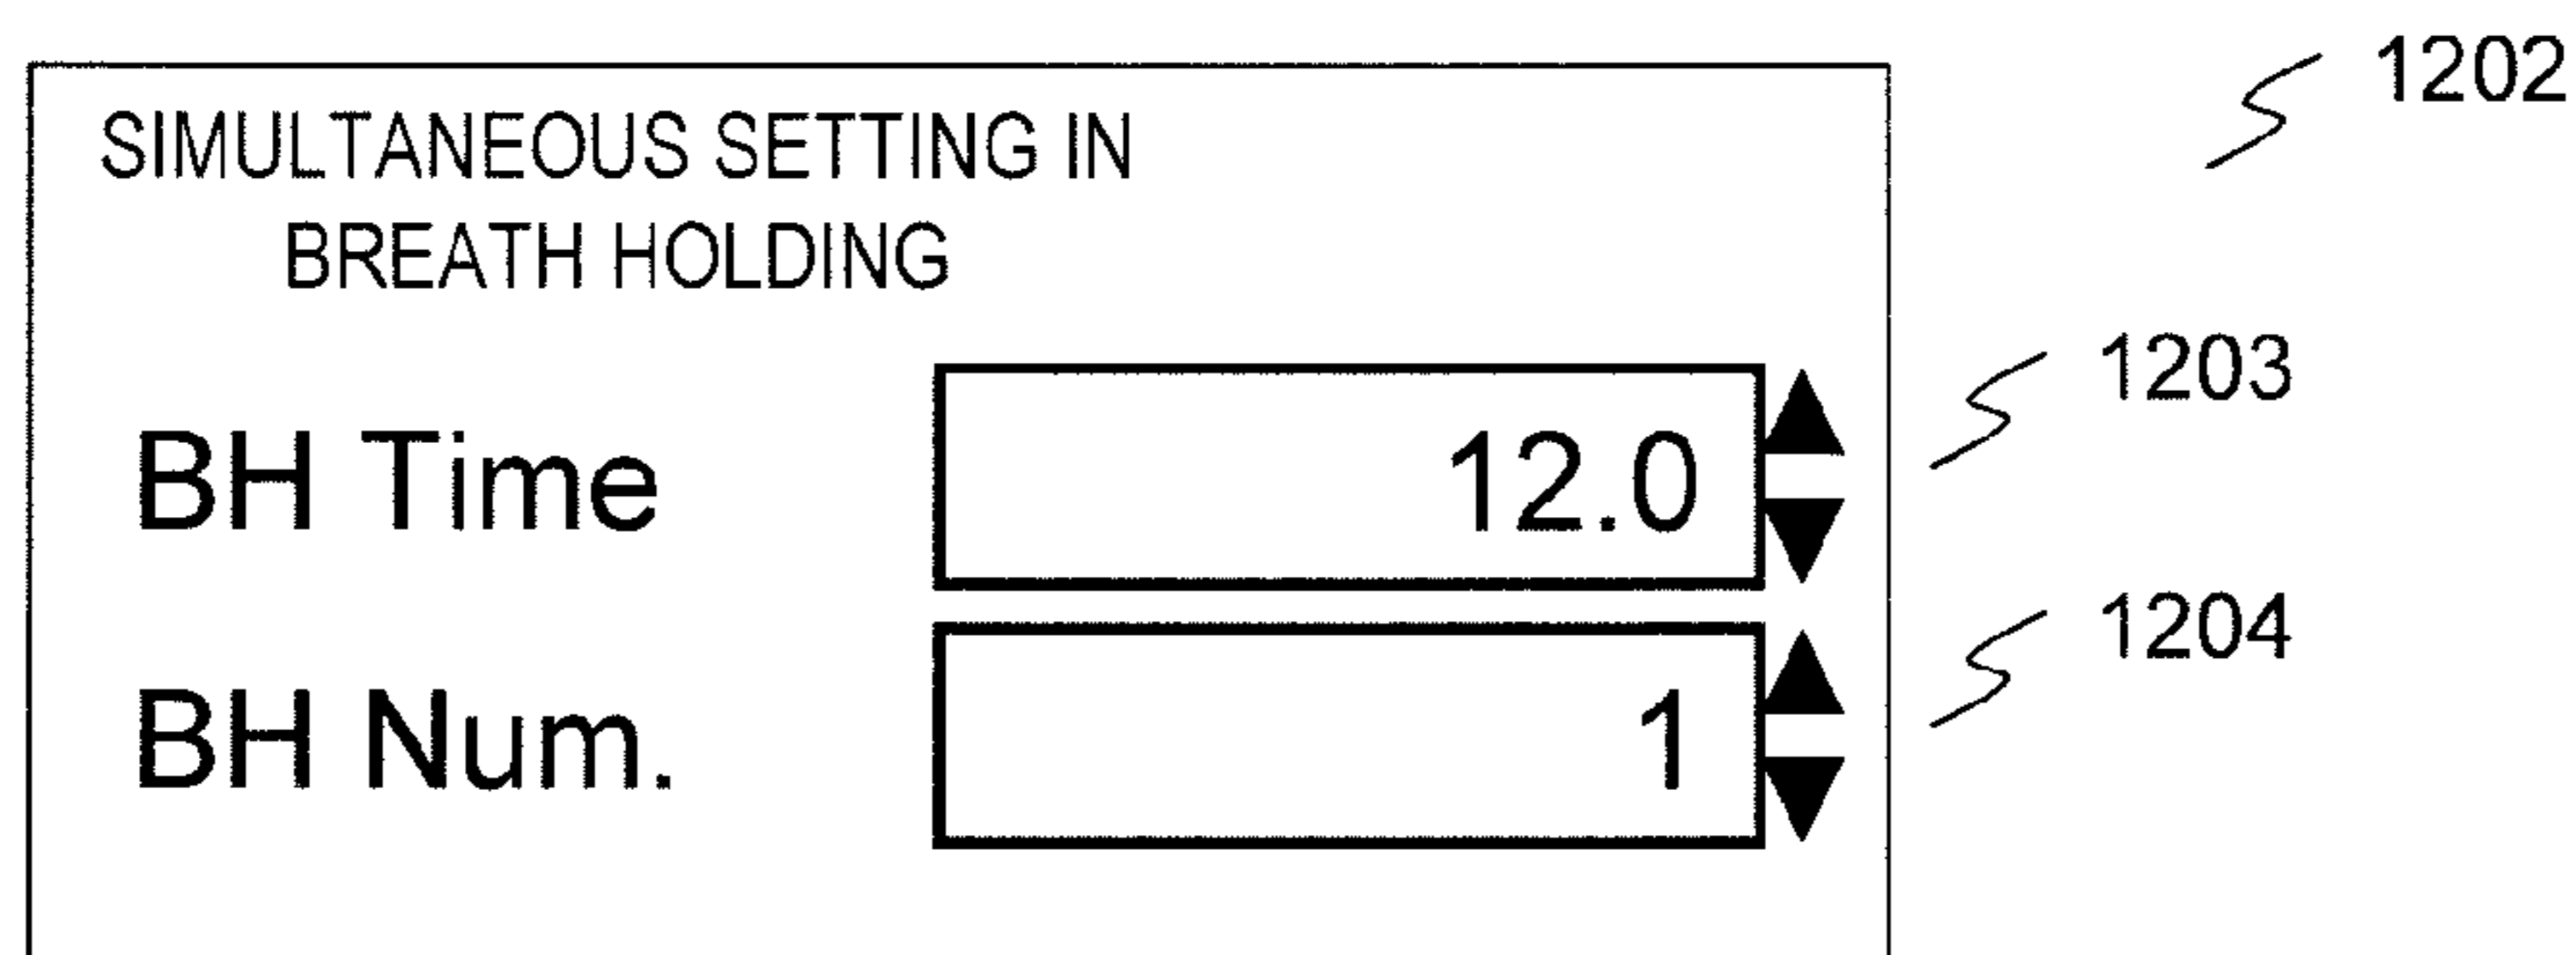 1202
SIMULTANEOUS SETTING IN
BREATH HOLDING
1203
BH Time 12.0
1204
BH Num. 1